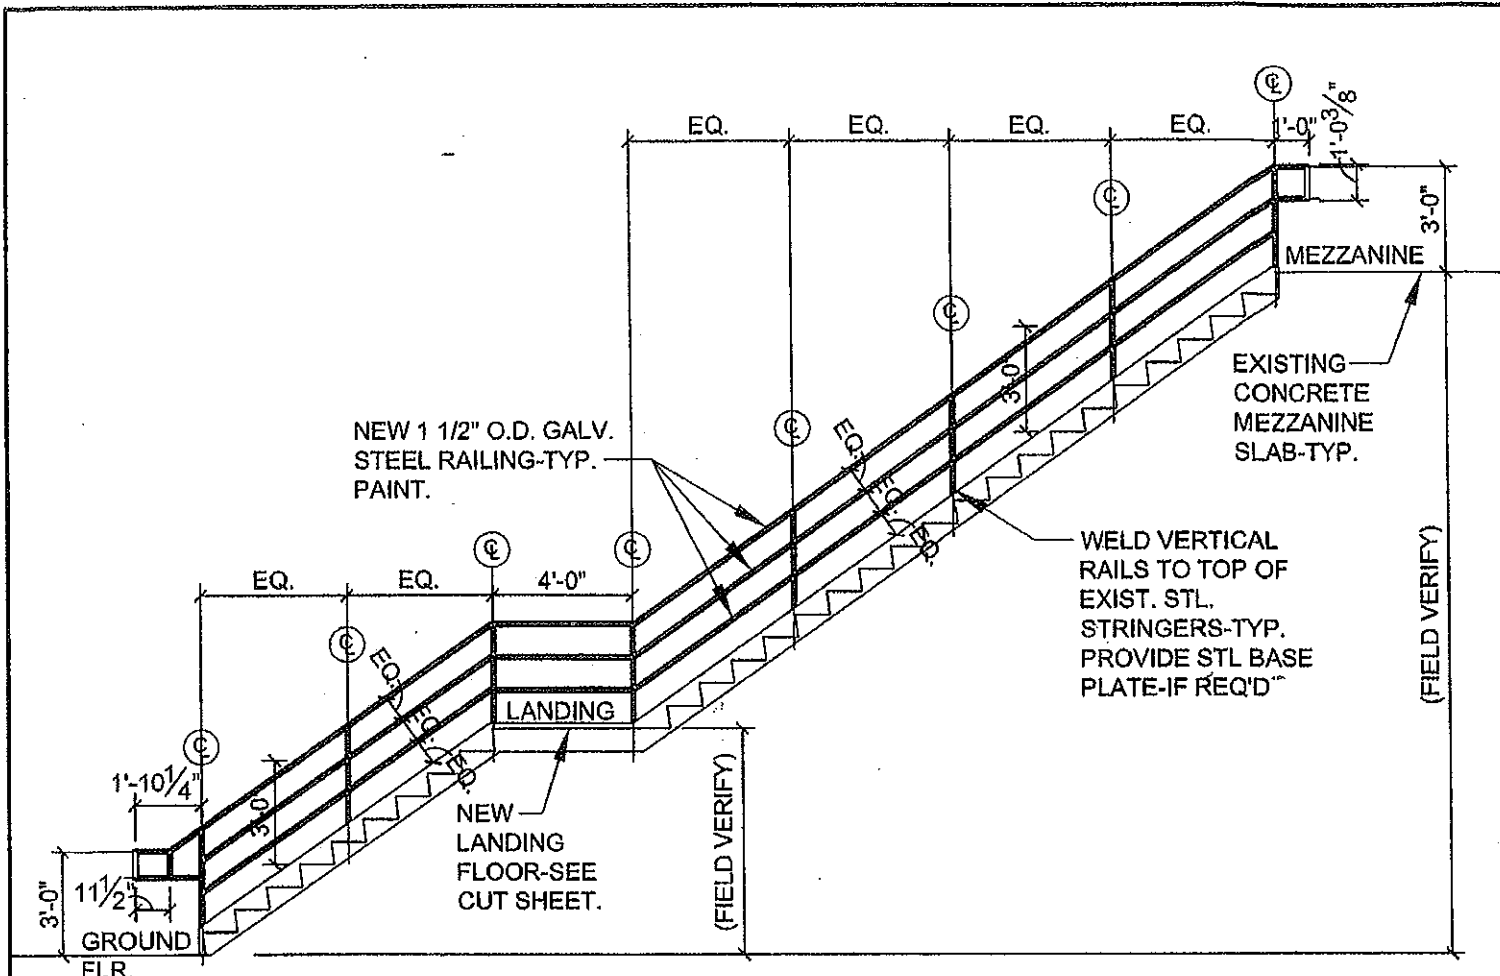 ℄
EQ.
EQ.
EQ.
EQ.
1'-0"
1'-0 3/8"
℄
3'-0"
MEZZANINE
℄
3'-0
EXISTING
CONCRETE
MEZZANINE
SLAB-TYP.
NEW 1 1/2" O.D. GALV.
STEEL RAILING-TYP.
PAINT.
℄
EQ.
EQ.
EQ.
WELD VERTICAL
RAILS TO TOP OF
EXIST. STL.
STRINGERS-TYP.
PROVIDE STL BASE
PLATE-IF REQ'D
(FIELD VERIFY)
℄
℄
EQ.
EQ.
4'-0"
℄
EQ.
EQ.
EQ.
LANDING
℄
1'-10 1/4"
3'-0
NEW
LANDING
FLOOR-SEE
CUT SHEET.
(FIELD VERIFY)
3'-0"
11 1/2"
GROUND
FLR.